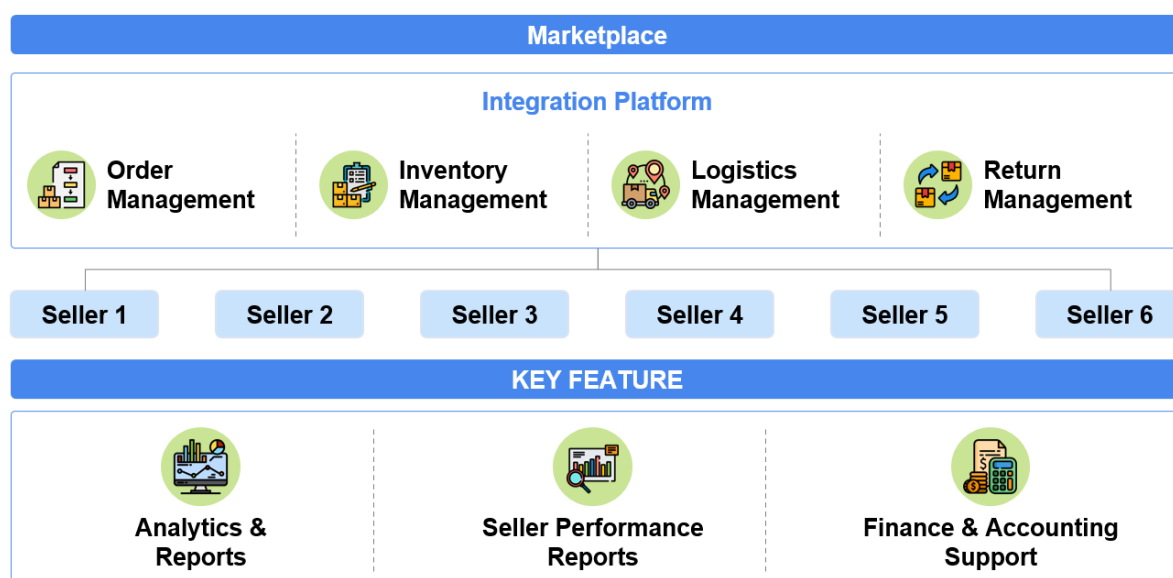 Marketplace
Integration Platform
Order
Management
Inventory
Management
Logistics
Management
Return
Management
Seller 1
Seller 2
Seller 3
Seller 4
Seller 5
Seller 6
KEY FEATURE
Analytics &
Reports
Seller Performance
Reports
Finance & Accounting
Support